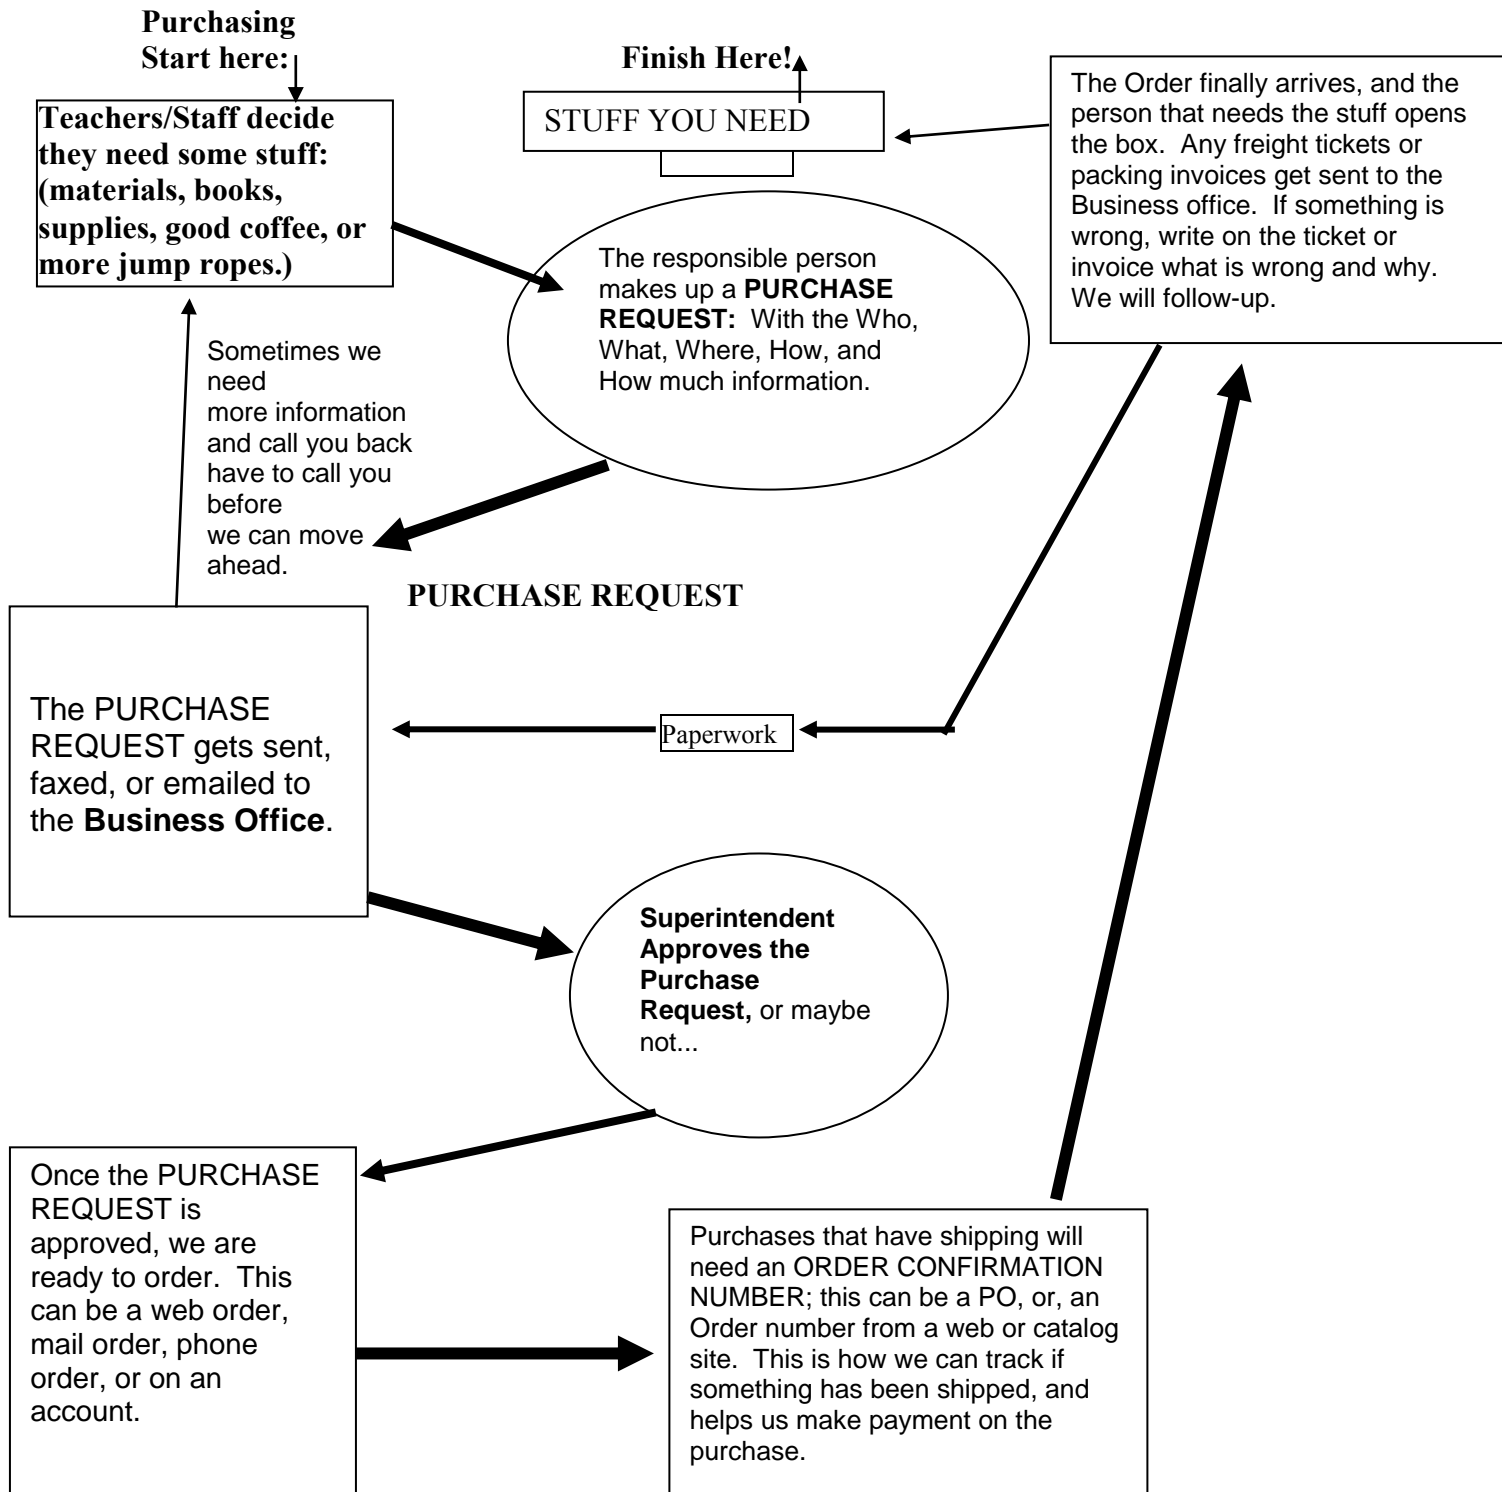 Purchasing
Start here:
Finish Here!
Teachers/Staff decide
they need some stuff:
(materials, books,
supplies, good coffee, or
more jump ropes.)
STUFF YOU NEED
The Order finally arrives, and the
person that needs the stuff opens
the box.  Any freight tickets or
packing invoices get sent to the
Business office.  If something is
wrong, write on the ticket or
invoice what is wrong and why.
We will follow-up.
The responsible person
makes up a PURCHASE
REQUEST:  With the Who,
What, Where, How, and
How much information.
Sometimes we
need
more information
and call you back
have to call you
before
we can move
ahead.
PURCHASE REQUEST
The PURCHASE
REQUEST gets sent,
faxed, or emailed to
the Business Office.
Paperwork
Superintendent
Approves the
Purchase
Request, or maybe
not...
Once the PURCHASE
REQUEST is
approved, we are
ready to order.  This
can be a web order,
mail order, phone
order, or on an
account.
Purchases that have shipping will
need an ORDER CONFIRMATION
NUMBER; this can be a PO, or, an
Order number from a web or catalog
site.  This is how we can track if
something has been shipped, and
helps us make payment on the
purchase.